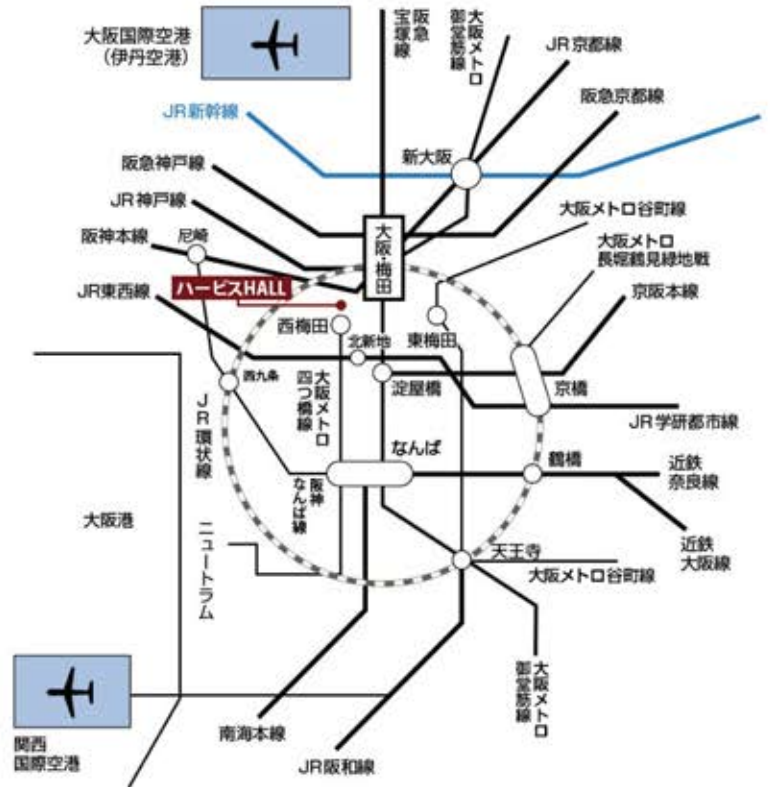 大阪国際空港
（伊丹空港）
阪急
宝塚線
大阪メトロ
御堂筋線
JR京都線
阪急京都線
JR新幹線
新大阪
阪急神戸線
JR神戸線
大阪・梅田
大阪メトロ谷町線
阪神本線
尼崎
大阪メトロ
長堀鶴見緑地戦
JR東西線
ハービスHALL
京阪本線
西梅田
北新地
東梅田
西九条
大阪メトロ
四つ橋線
淀屋橋
京橋
JR環状線
JR学研都市線
なんば
鶴橋
近鉄
奈良線
阪神
なんば線
大阪港
ニュートラム
近鉄
大阪線
天王寺
大阪メトロ谷町線
大阪メトロ
御堂筋線
関西
国際空港
南海本線
JR阪和線